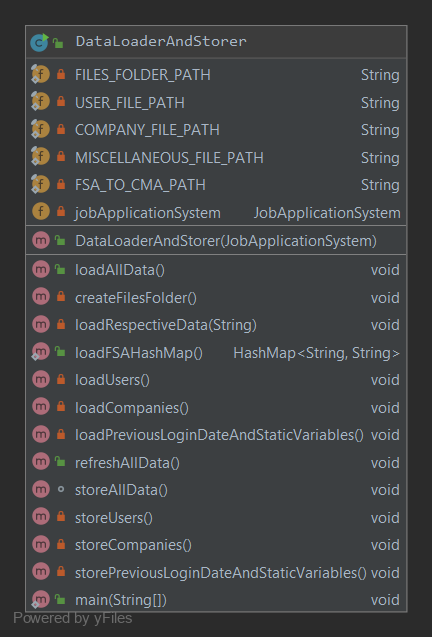 DataLoaderAndStorer
FILES_FOLDER_PATH String
USER_FILE_PATH String
COMPANY_FILE_PATH String
MISCELLANEOUS_FILE_PATH String
FSA_TO_CMA_PATH String
jobApplicationSystem JobApplicationSystem
DataLoaderAndStorer(JobApplicationSystem)
loadAllData() void
createFilesFolder() void
loadRespectiveData(String) void
loadFSAHashMap() HashMap<String, String>
loadUsers() void
loadCompanies() void
loadPreviousLoginDateAndStaticVariables() void
refreshAllData() void
storeAllData() void
storeUsers() void
storeCompanies() void
storePreviousLoginDateAndStaticVariables() void
main(String[]) void
Powered by yFiles